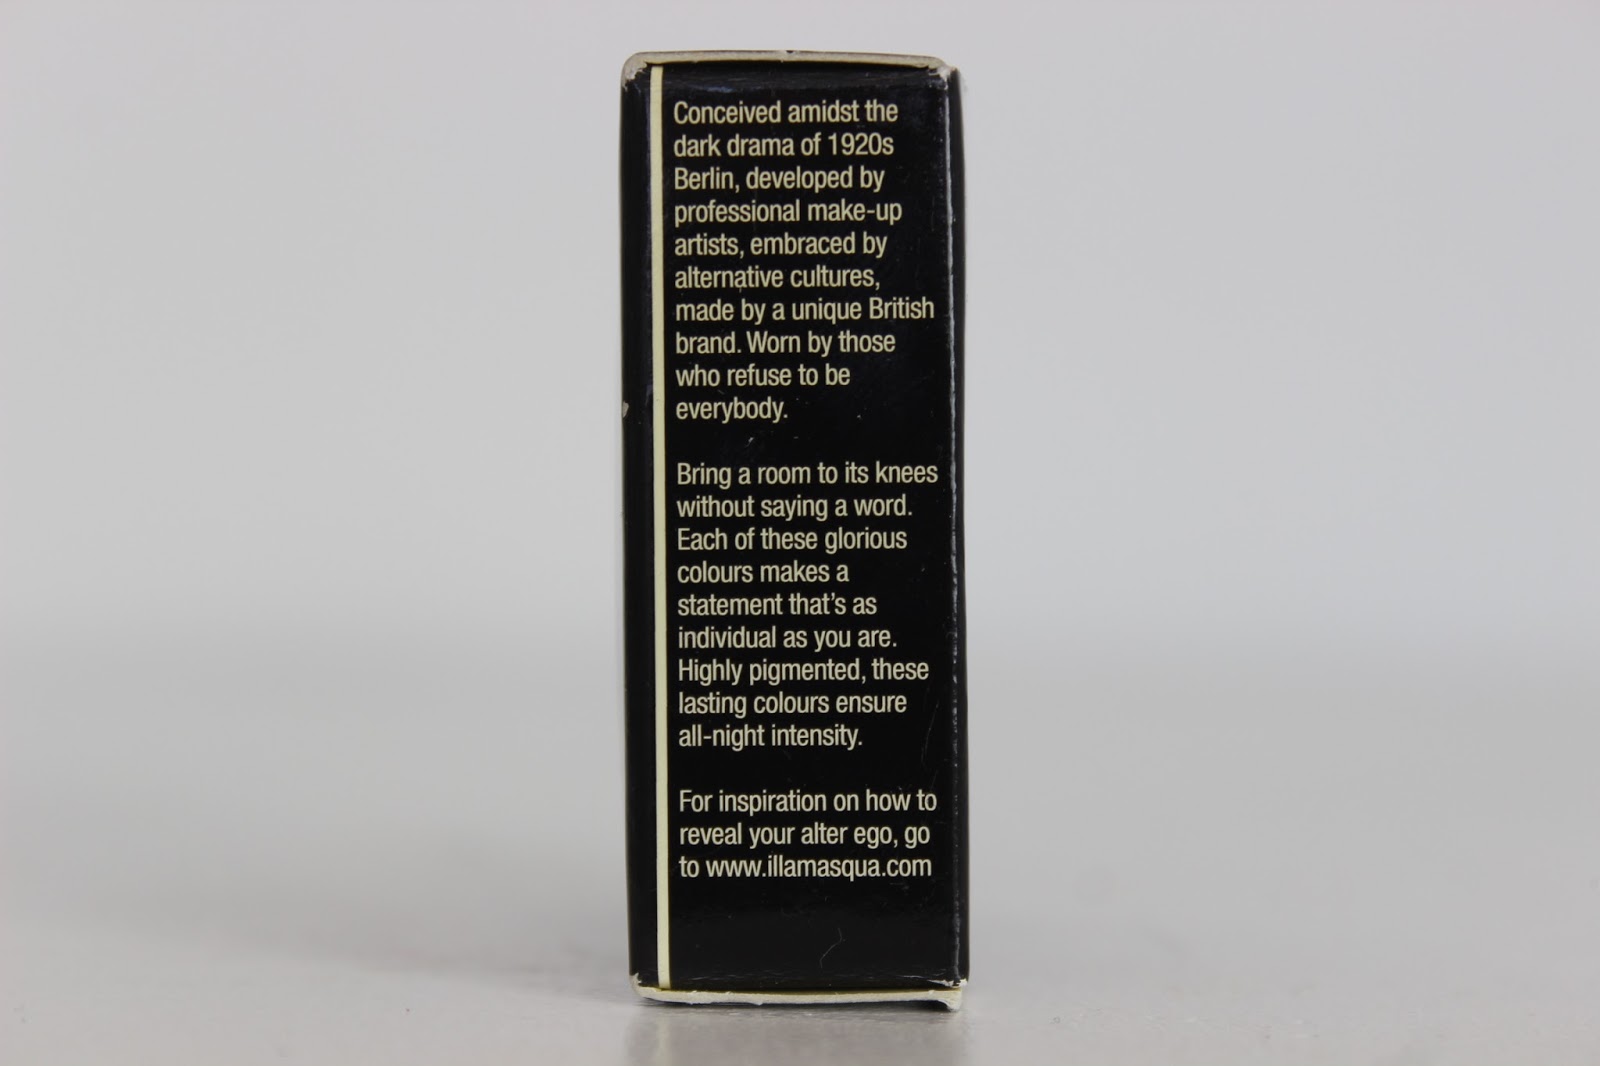 Conceived amidst the
dark drama of 1920s
Berlin, developed by
professional make-up
artists, embraced by
alternative cultures,
made by a unique British
brand. Worn by those
who refuse to be
everybody.
Bring a room to its knees
without saying a word.
Each of these glorious
colours makes a
statement that's as
individual as you are.
Highly pigmented, these
lasting colours ensure
all-night intensity.
For inspiration on how to
reveal your alter ego, go
to www.illamasqua.com